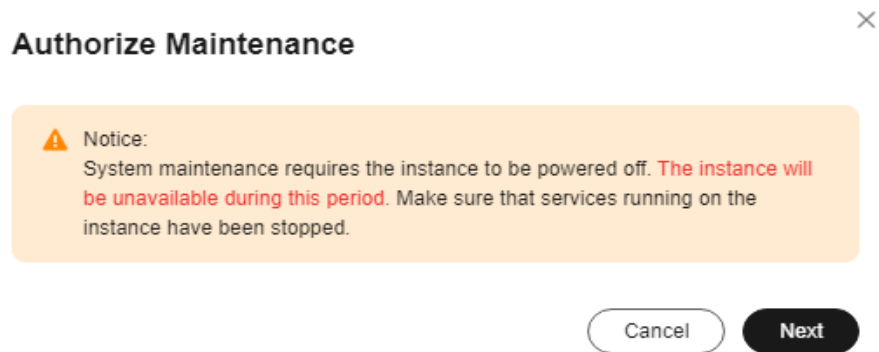 Authorize Maintenance
Notice:
System maintenance requires the instance to be powered off. The instance will
be unavailable during this period. Make sure that services running on the
instance have been stopped.
Cancel
Next